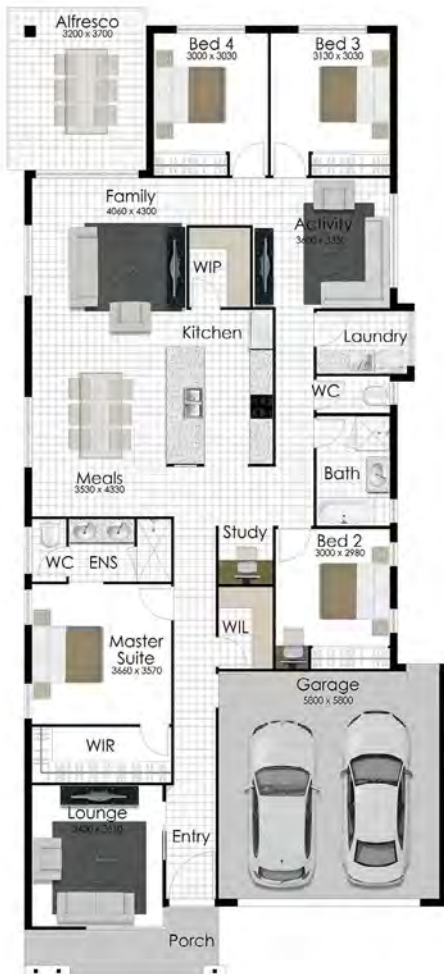 Alfresco
3200 x 3700
Bed 4
3000 x 3030
Bed 3
3130 x 3030
Family
4060 x 4300
Activity
3600 x 3350
WIP
Kitchen
Laundry
WC
Meals
3530 x 4330
Bath
Study
Bed 2
3000 x 2980
WC
ENS
Master
Suite
3660 x 3570
WIL
Garage
5800 x 5800
WIR
Lounge
Entry
Porch